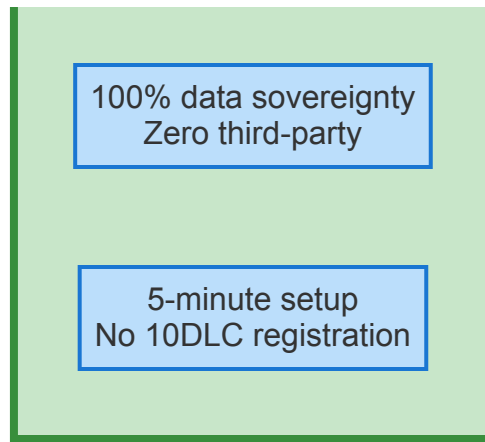 100% data sovereignty
Zero third-party
5-minute setup
No 10DLC registration